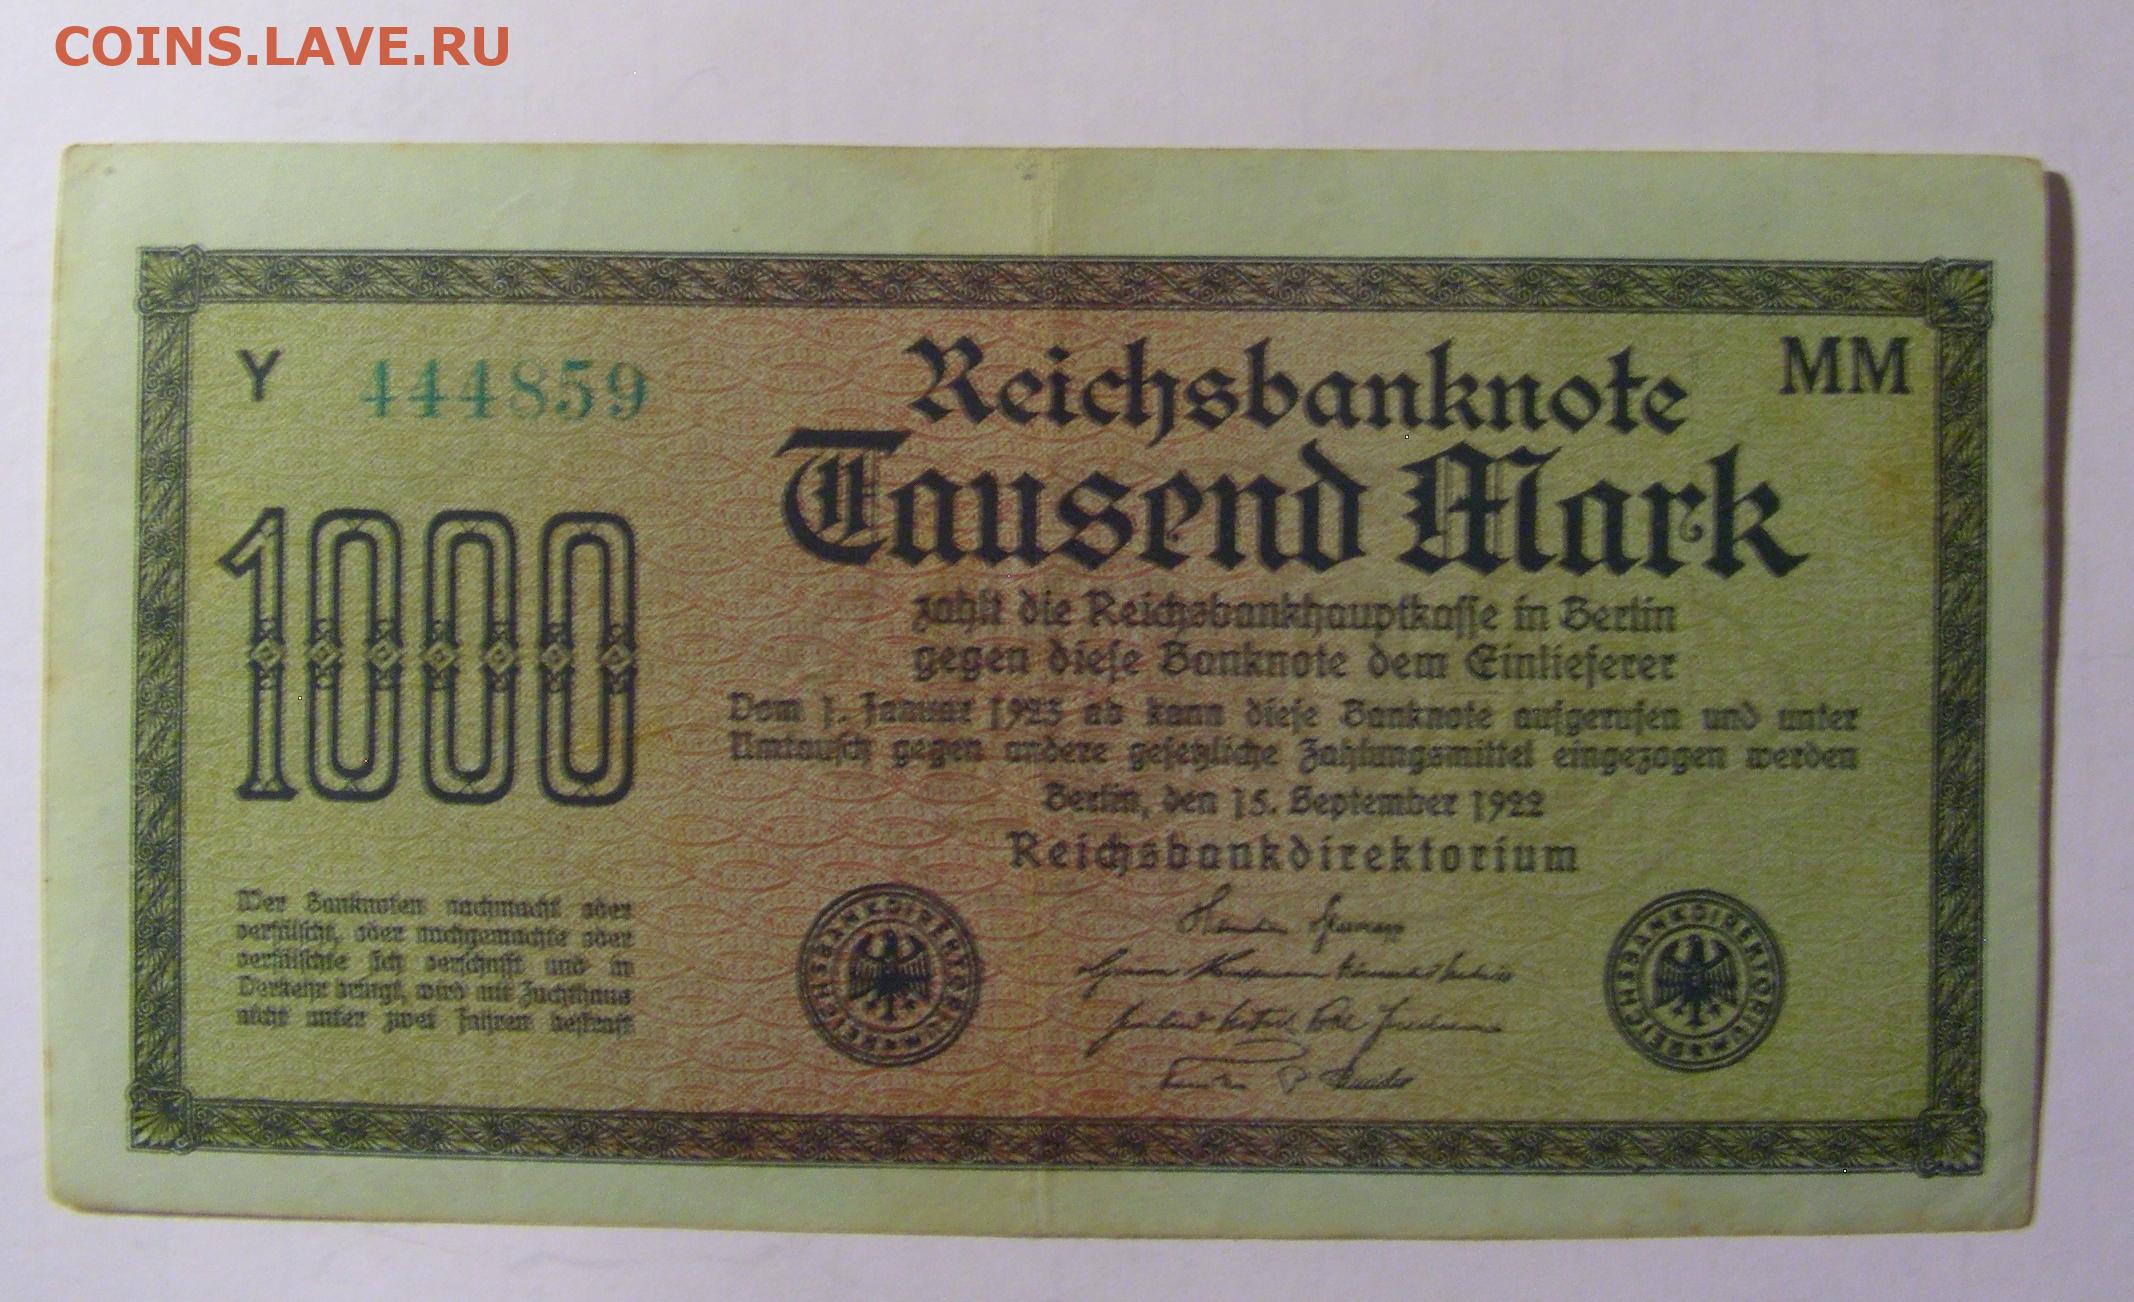 COINS.LAVE.RU
Y 444859
Reichsbanknote
MM
Tausend Mark
1000
zahlt die Reichsbankhauptkasse in Berlin
gegen diese Banknote dem Einlieferer
Vom 1. Januar 1923 ab kann diese Banknote aufgerufen und unter
Umtausch gegen andere gesetzliche Zahlungsmittel eingezogen werden
Berlin, den 15. September 1922
Reichsbankdirektorium
Wer Banknoten nachmacht oder
verfälscht, oder nachgemachte oder
verfälschte sich verschafft und in
Verkehr bringt, wird mit Zuchthaus
nicht unter zwei Jahren bestraft
REICHSBANKDIREKTORIUM
REICHSBANKDIREKTORIUM